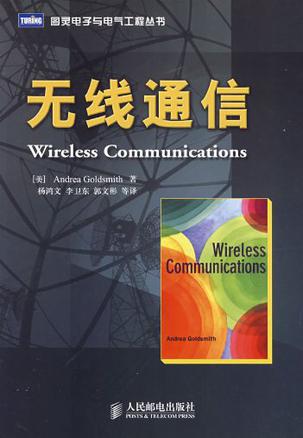 TURING 图灵电子与电气工程丛书
无线通信
Wireless Communications
[美] Andrea Goldsmith 著
杨鸿文 李卫东 郭文彬 等译
Wireless
Communications
Andrea Goldsmith
人民邮电出版社
POSTS & TELECOM PRESS